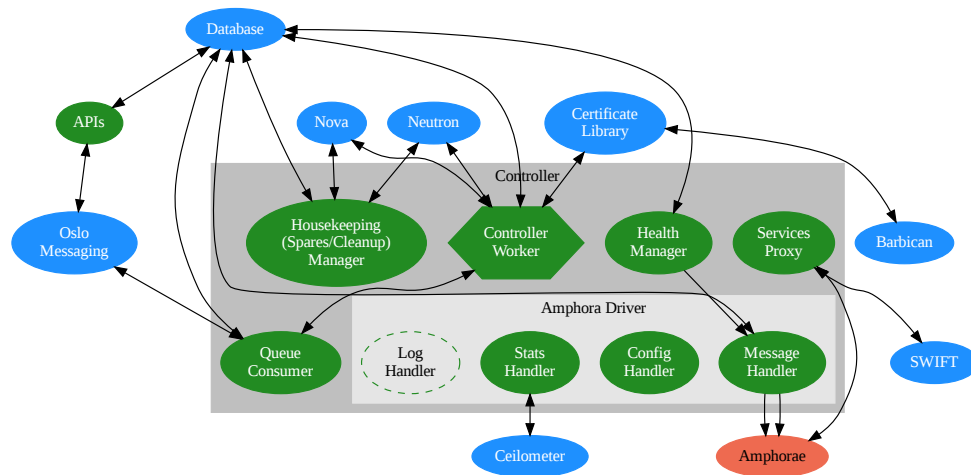 Database
APIs
Nova
Neutron
Certificate
Library
Controller
Oslo
Messaging
Housekeeping
(Spares/Cleanup)
Manager
Controller
Worker
Health
Manager
Services
Proxy
Barbican
Amphora Driver
Queue
Consumer
Log
Handler
Stats
Handler
Config
Handler
Message
Handler
SWIFT
Ceilometer
Amphorae